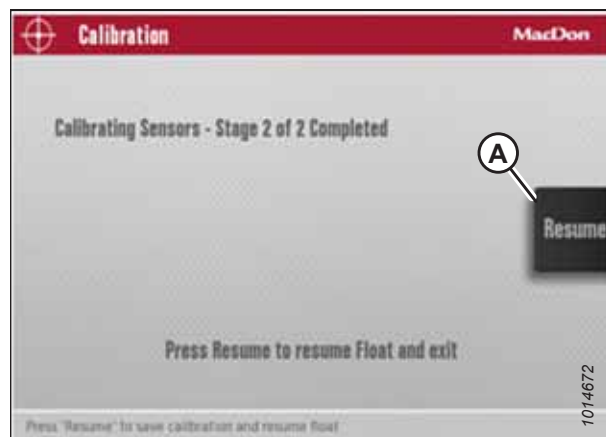 Calibration
MacDon
Calibrating Sensors - Stage 2 of 2 Completed
A
Resume
Press Resume to resume Float and exit
1014672
Press 'Resume' to save calibration and resume float